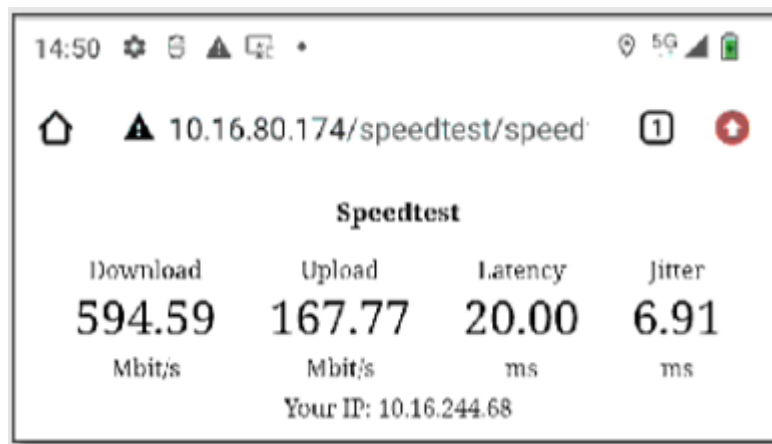 14:50 5G
10.16.80.174/speedtest/speed
1
Speedtest
Download Upload Latency Jitter
594.59 167.77 20.00 6.91
Mbit/s Mbit/s ms ms
Your IP: 10.16.244.68